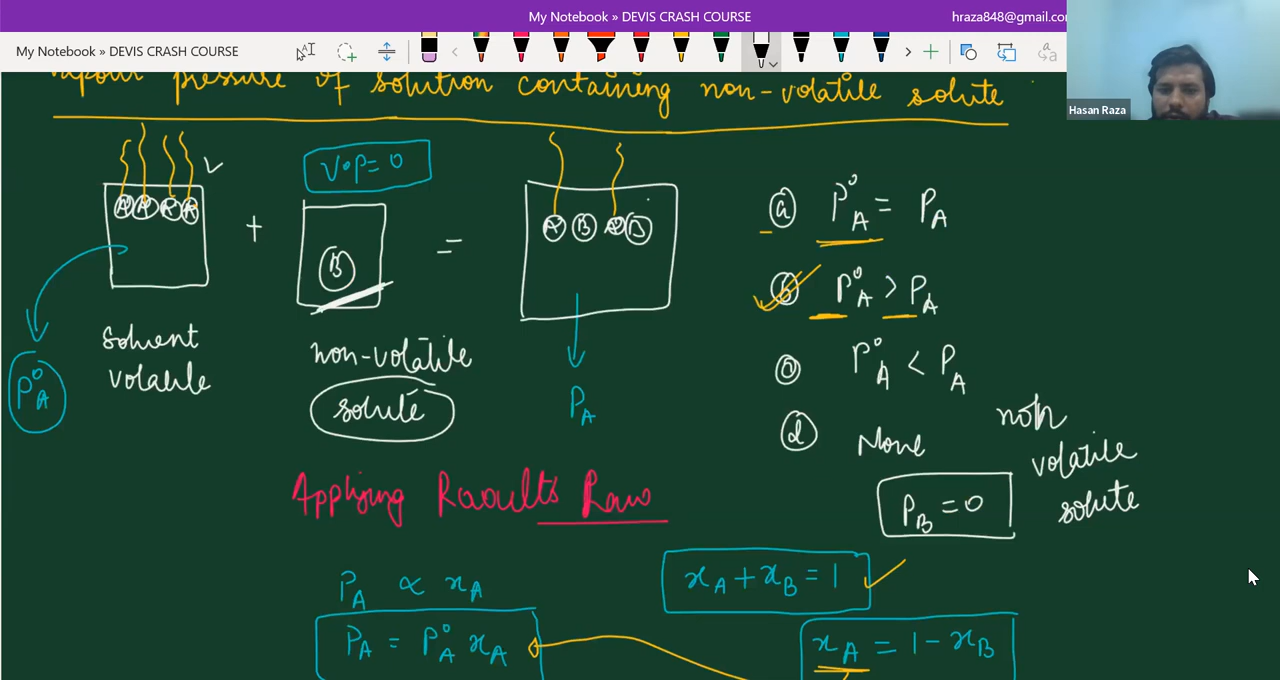 My Notebook » DEVIS CRASH COURSE
hraza848@gmail.co
My Notebook » DEVIS CRASH COURSE
Hasan Raza
vapour pressure of solution containing non-volatile solute
V·P = 0
A A A A
+
B
=
A B A B
P°A
Solvent
volatile
non-volatile
solute
PA
a P°A = PA
b P°A > PA
P°A < PA
d None
non
volatile
solute
PB = 0
Applying Raoults Law
PA ∝ xA
PA = P°A xA
xA + xB = 1
xA = 1 - xB